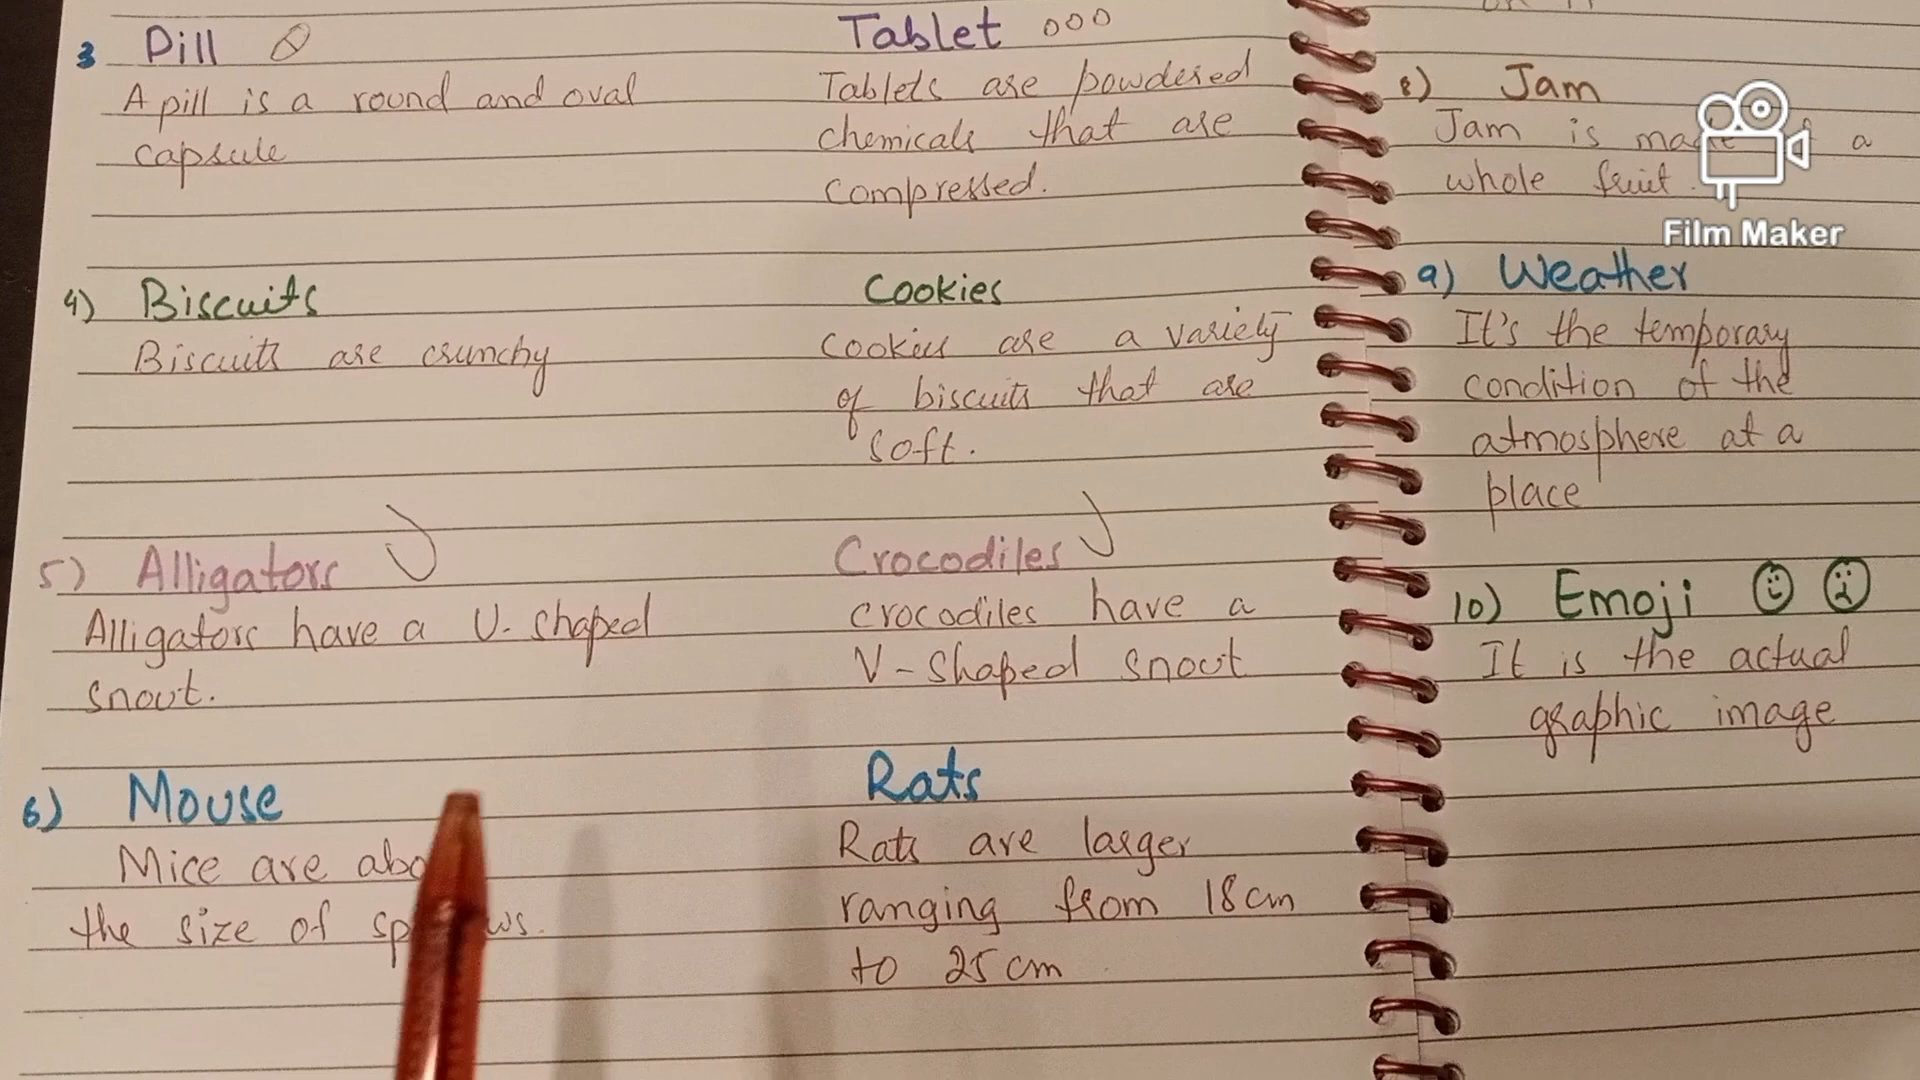 3 Pill
A pill is a round and oval
capsule
Tablet
Tablets are powdered
chemicals that are
compressed.
4) Biscuits
Biscuits are crunchy
Cookies
Cookies are a variety
of biscuits that are
soft.
5) Alligators
Alligators have a U-shaped
snout.
Crocodiles
crocodiles have a
V-shaped snout
6) Mouse
Mice are
the size of
Rats
Rats are larger
ranging from 18cm
to 25cm
8) Jam
Jam is a
whole fruit.
9) Weather
It's the temporary
condition of the
atmosphere at a
place
10) Emoji
It is the actual
graphic image
Film Maker